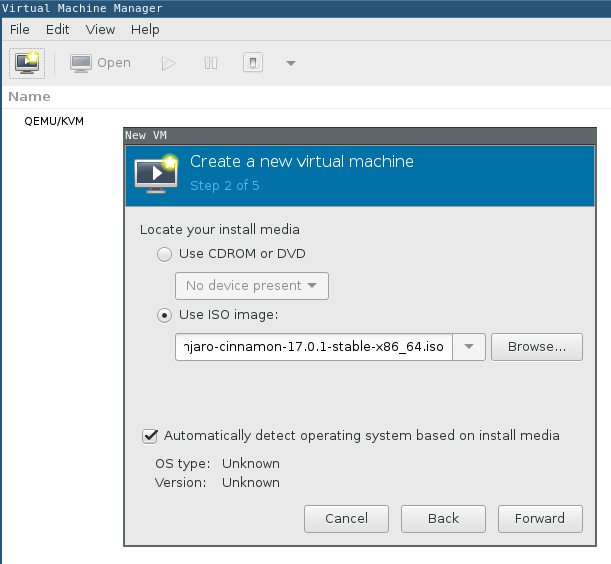 Virtual Machine Manager
File Edit View Help
Open
Name
QEMU/KVM
New VM
Create a new virtual machine
Step 2 of 5
Locate your install media
Use CDROM or DVD
No device present
Use ISO image:
njaro-cinnamon-17.0.1-stable-x86_64.iso Browse...
Automatically detect operating system based on install media
OS type: Unknown
Version: Unknown
Cancel Back Forward